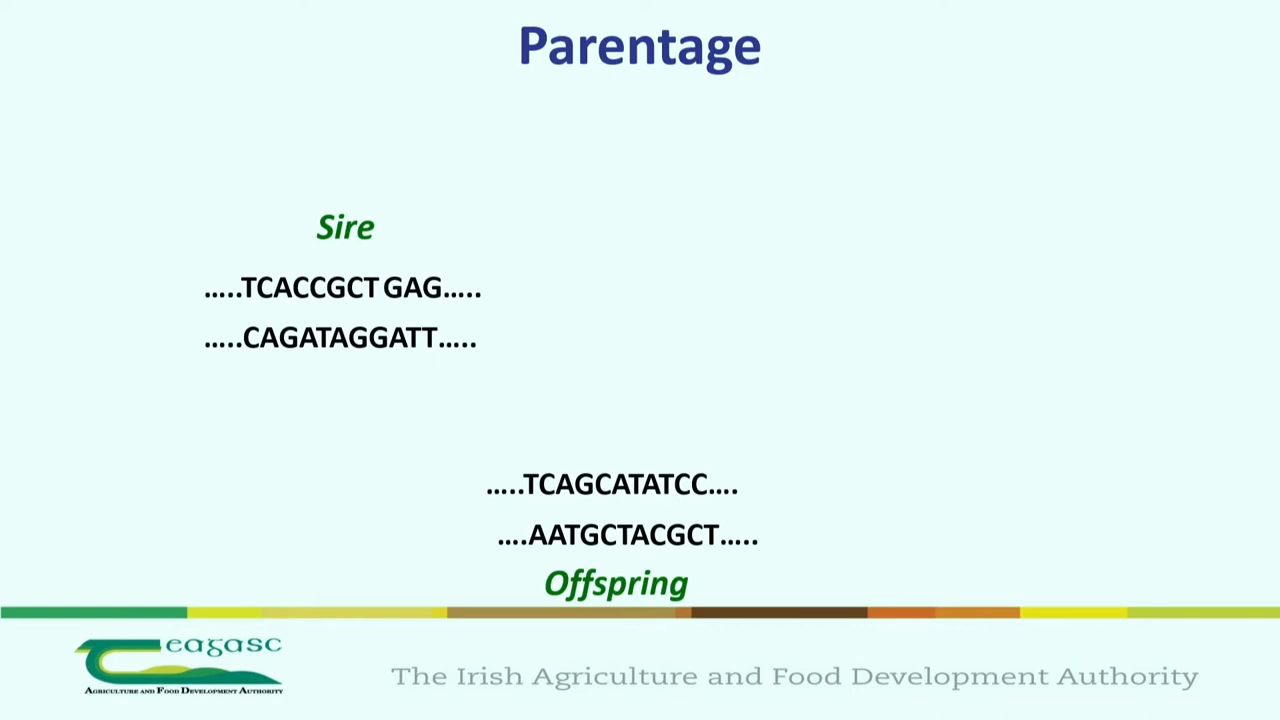 Parentage
Sire
.....TCACCGCT GAG.....
.....CAGATAGGATT.....
.....TCAGCATATCC....
....AATGCTACGCT.....
Offspring
Teagasc
AGRICULTURE AND FOOD DEVELOPMENT AUTHORITY
The Irish Agriculture and Food Development Authority